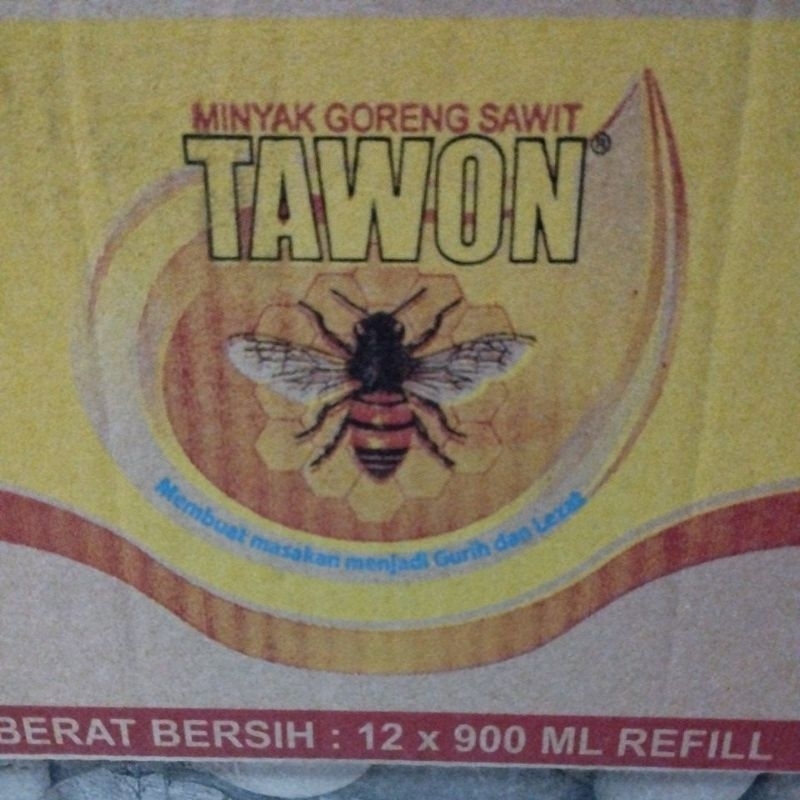 MINYAK GORENG SAWIT
TAWON®
Membuat masakan menjadi Gurih dan Lezat
BERAT BERSIH : 12 x 900 ML REFILL